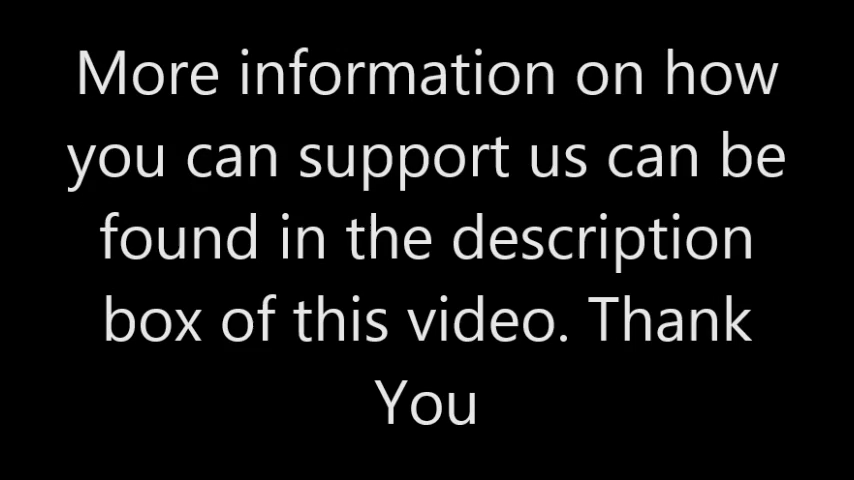 More information on how
you can support us can be
found in the description
box of this video. Thank
You